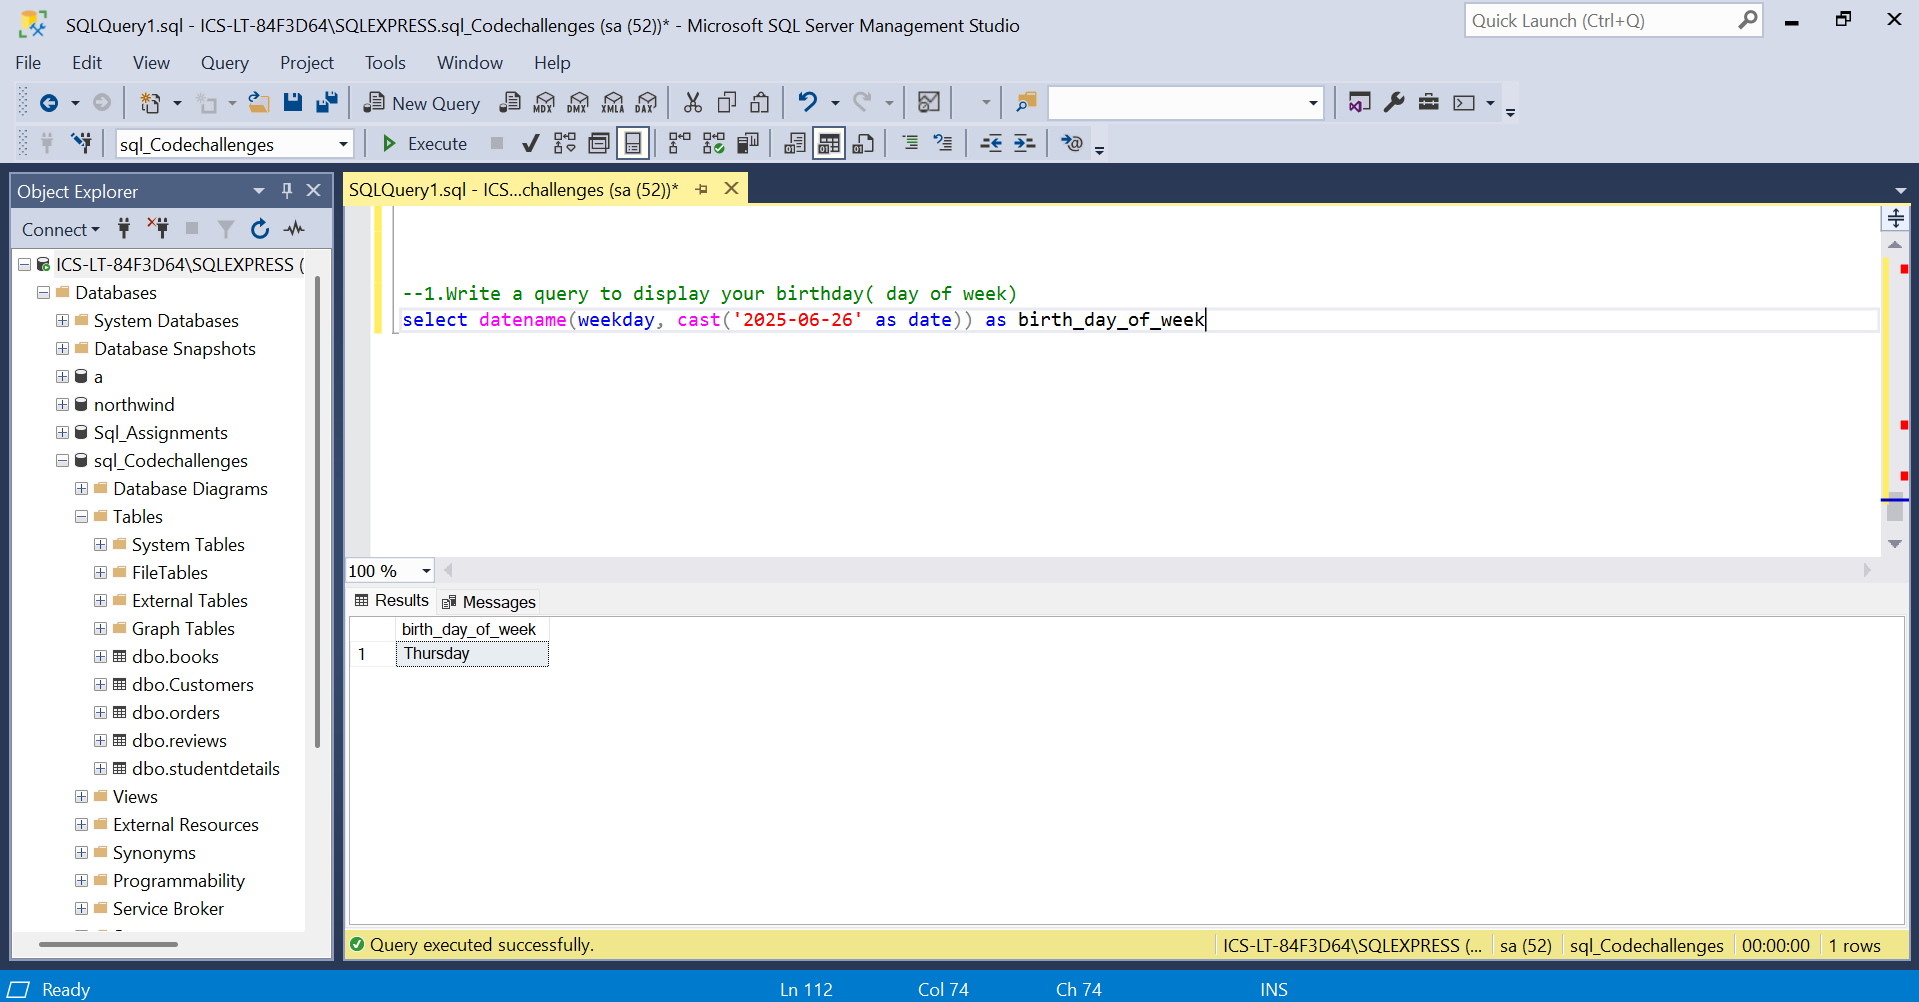 SQLQuery1.sql - ICS-LT-84F3D64\SQLEXPRESS.sql_Codechallenges (sa (52))* - Microsoft SQL Server Management Studio
Quick Launch (Ctrl+Q)
File Edit View Query Project Tools Window Help
New Query MDX DMX XMLA DAX
sql_Codechallenges Execute
Object Explorer
Connect
ICS-LT-84F3D64\SQLEXPRESS (
Databases
System Databases
Database Snapshots
a
northwind
Sql_Assignments
sql_Codechallenges
Database Diagrams
Tables
System Tables
FileTables
External Tables
Graph Tables
dbo.books
dbo.Customers
dbo.orders
dbo.reviews
dbo.studentdetails
Views
External Resources
Synonyms
Programmability
Service Broker
SQLQuery1.sql - ICS...challenges (sa (52))*
--1.Write a query to display your birthday( day of week)
select datename(weekday, cast('2025-06-26' as date)) as birth_day_of_week
100 %
Results Messages
birth_day_of_week
1 Thursday
Query executed successfully.
ICS-LT-84F3D64\SQLEXPRESS (... sa (52) sql_Codechallenges 00:00:00 1 rows
Ready Ln 112 Col 74 Ch 74 INS